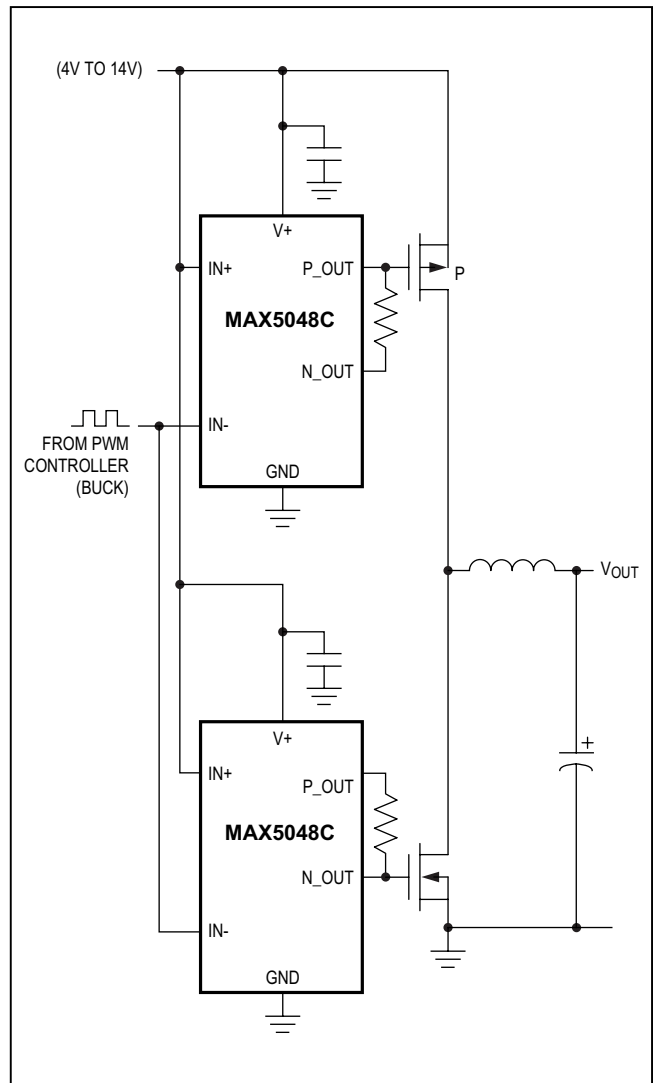 (4V TO 14V)
V+
IN+
P_OUT
P
MAX5048C
N_OUT
IN-
FROM PWM
CONTROLLER
(BUCK)
GND
VOUT
V+
+
IN+
P_OUT
MAX5048C
N_OUT
IN-
GND